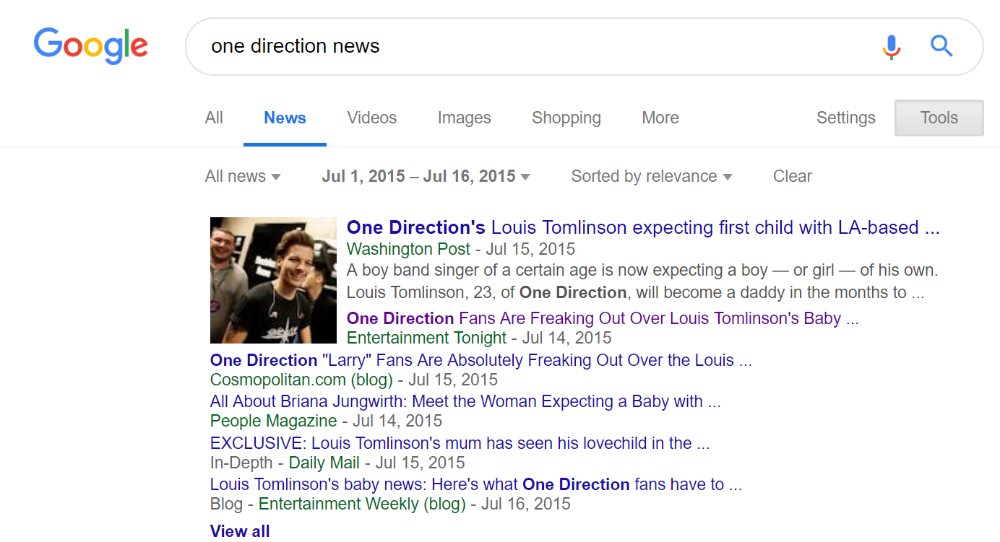 Google one direction news
All News Videos Images Shopping More Settings Tools
All news Jul 1, 2015 – Jul 16, 2015 Sorted by relevance Clear
One Direction's Louis Tomlinson expecting first child with LA-based ...
Washington Post - Jul 15, 2015
A boy band singer of a certain age is now expecting a boy — or girl — of his own.
Louis Tomlinson, 23, of One Direction, will become a daddy in the months to ...
One Direction Fans Are Freaking Out Over Louis Tomlinson's Baby ...
Entertainment Tonight - Jul 14, 2015
One Direction "Larry" Fans Are Absolutely Freaking Out Over the Louis ...
Cosmopolitan.com (blog) - Jul 15, 2015
All About Briana Jungwirth: Meet the Woman Expecting a Baby with ...
People Magazine - Jul 14, 2015
EXCLUSIVE: Louis Tomlinson's mum has seen his lovechild in the ...
In-Depth - Daily Mail - Jul 15, 2015
Louis Tomlinson's baby news: Here's what One Direction fans have to ...
Blog - Entertainment Weekly (blog) - Jul 16, 2015
View all